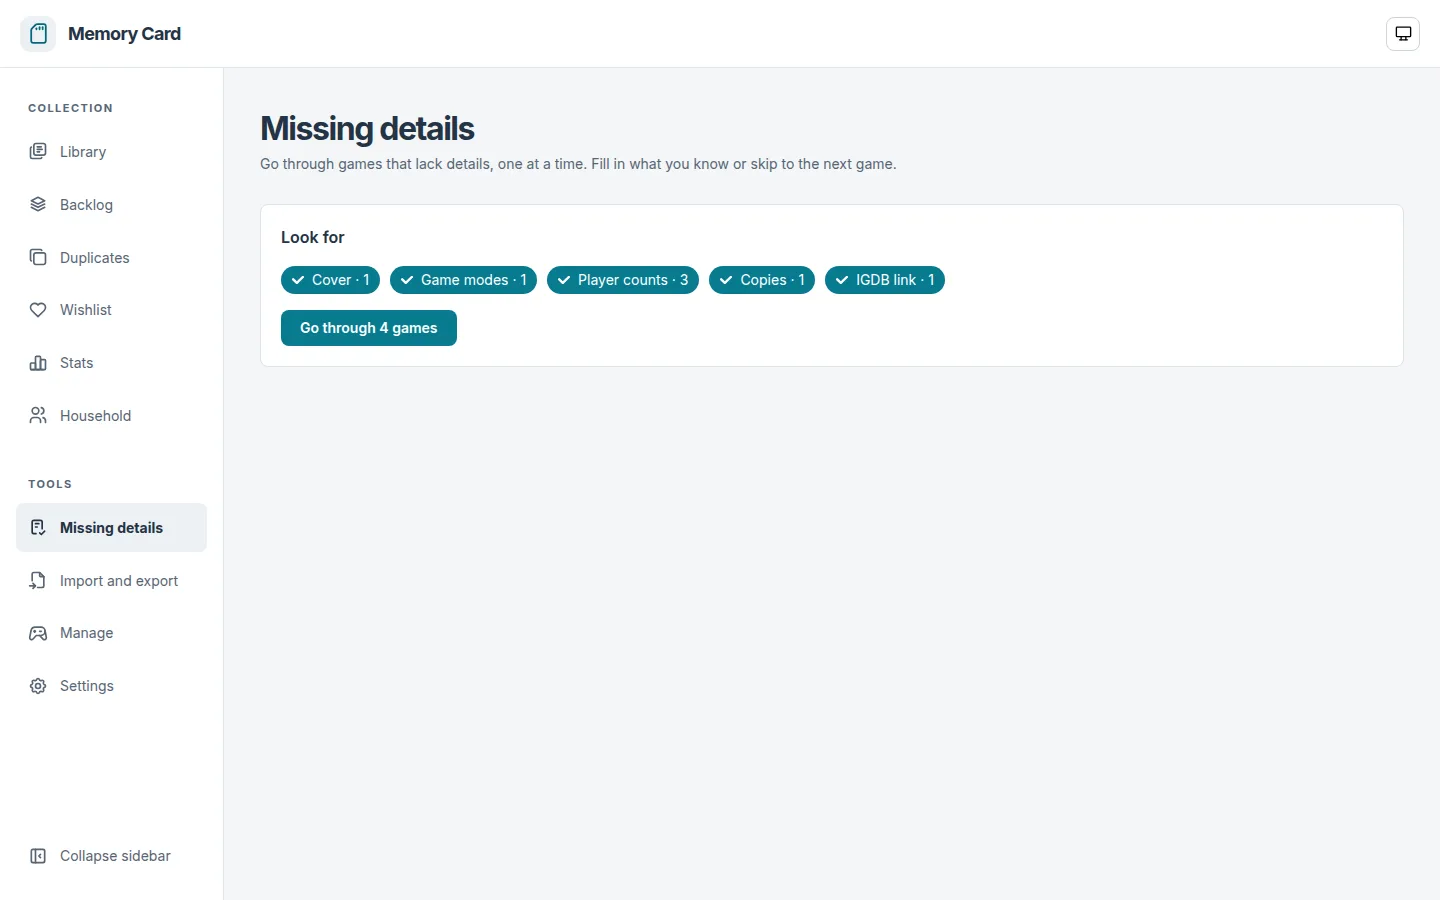 Memory Card
COLLECTION
Library
Backlog
Duplicates
Wishlist
Stats
Household
TOOLS
Missing details
Import and export
Manage
Settings
Collapse sidebar
Missing details
Go through games that lack details, one at a time. Fill in what you know or skip to the next game.
Look for
Cover · 1
Game modes · 1
Player counts · 3
Copies · 1
IGDB link · 1
Go through 4 games